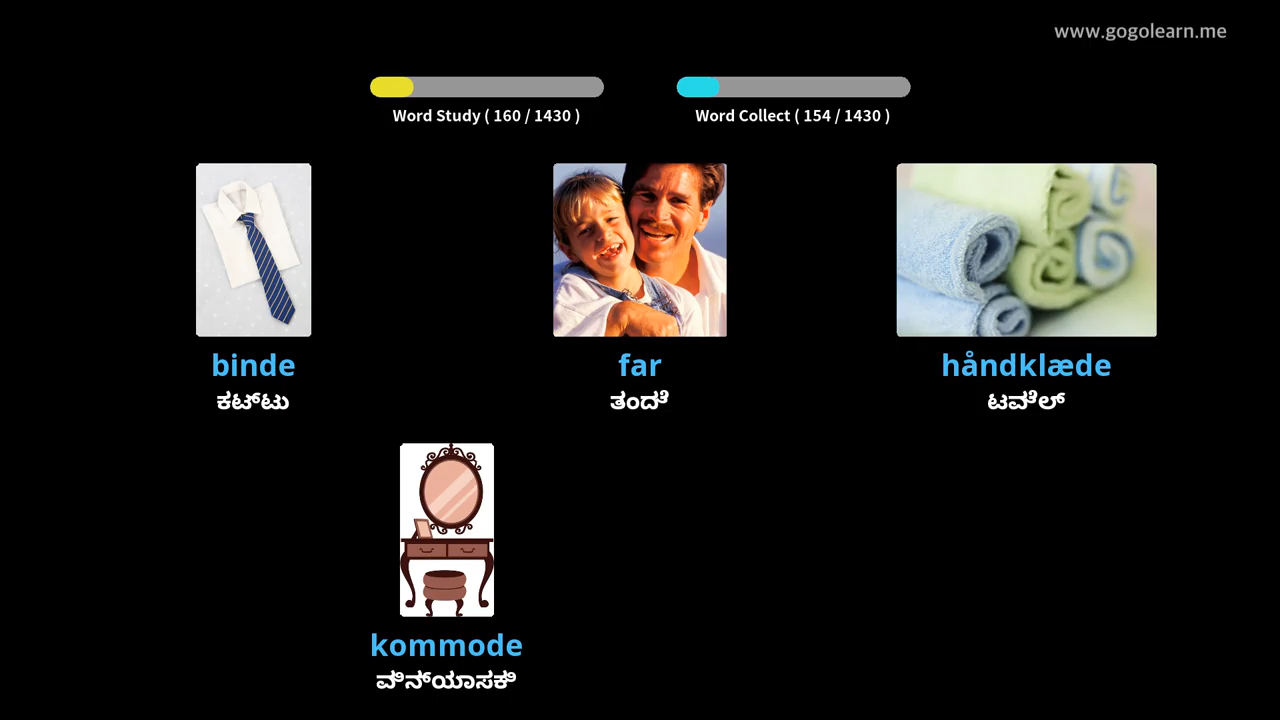 www.gogolearn.me
Word Study ( 160 / 1430 )
Word Collect ( 154 / 1430 )
binde
far
håndklæde
ಕಟ್ಟು
ತಂದೆ
ಟವೆಲ್
kommode
ವಿನ್ಯಾಸಕಿ